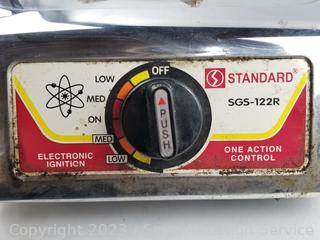 OFF
LOW
MED
ON
MED
LOW
PUSH
STANDARD®
SGS-122R
ELECTRONIC
IGNITION
ONE ACTION
CONTROL